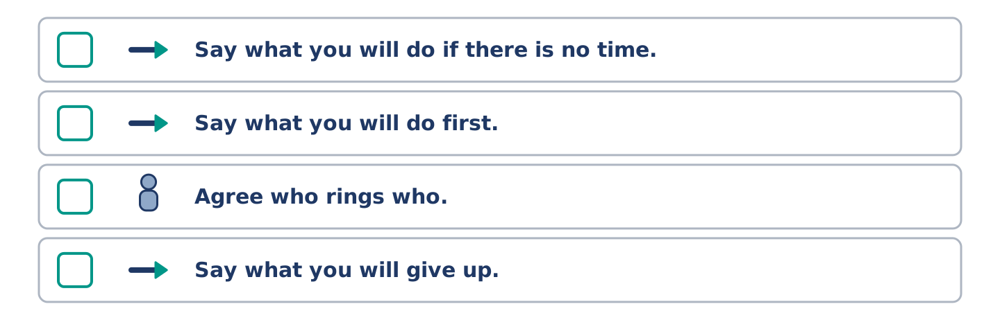 Say what you will do if there is no time.
Say what you will do first.
Agree who rings who.
Say what you will give up.